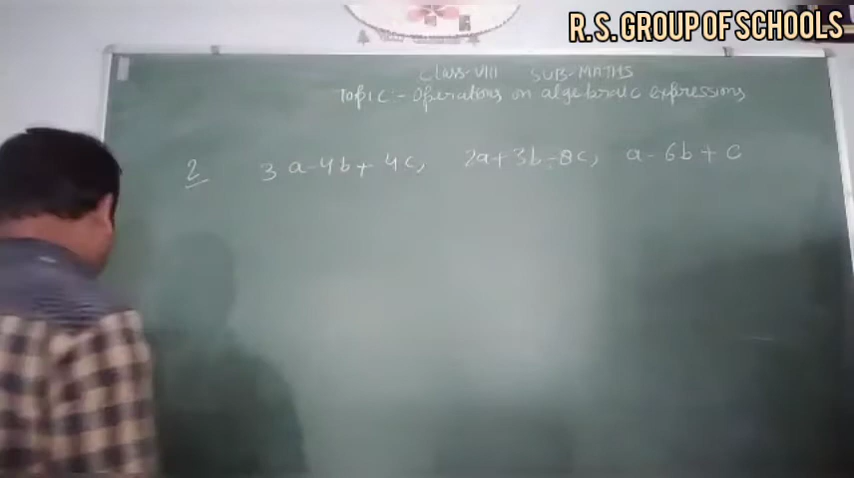 R.S. GROUP OF SCHOOLS
Class-VIII SUB-MATHS
Topic - Operations on algebraic expressions
2 3a-4b+4c, 2a+3b-8c, a-6b+c